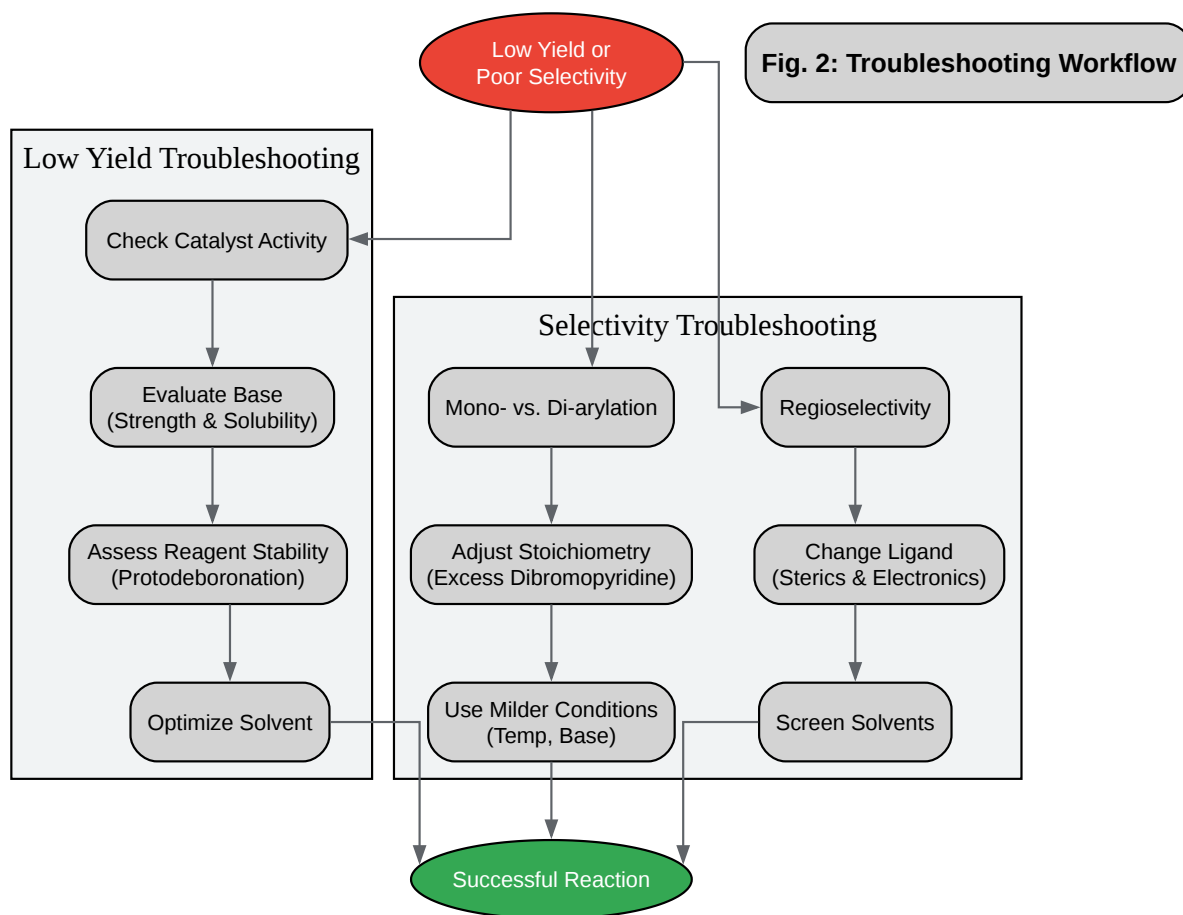 Low Yield or
Poor Selectivity
Fig. 2: Troubleshooting Workflow
Low Yield Troubleshooting
Check Catalyst Activity
Evaluate Base
(Strength & Solubility)
Assess Reagent Stability
(Protodeboronation)
Optimize Solvent
Selectivity Troubleshooting
Mono- vs. Di-arylation
Adjust Stoichiometry
(Excess Dibromopyridine)
Use Milder Conditions
(Temp, Base)
Regioselectivity
Change Ligand
(Sterics & Electronics)
Screen Solvents
Successful Reaction